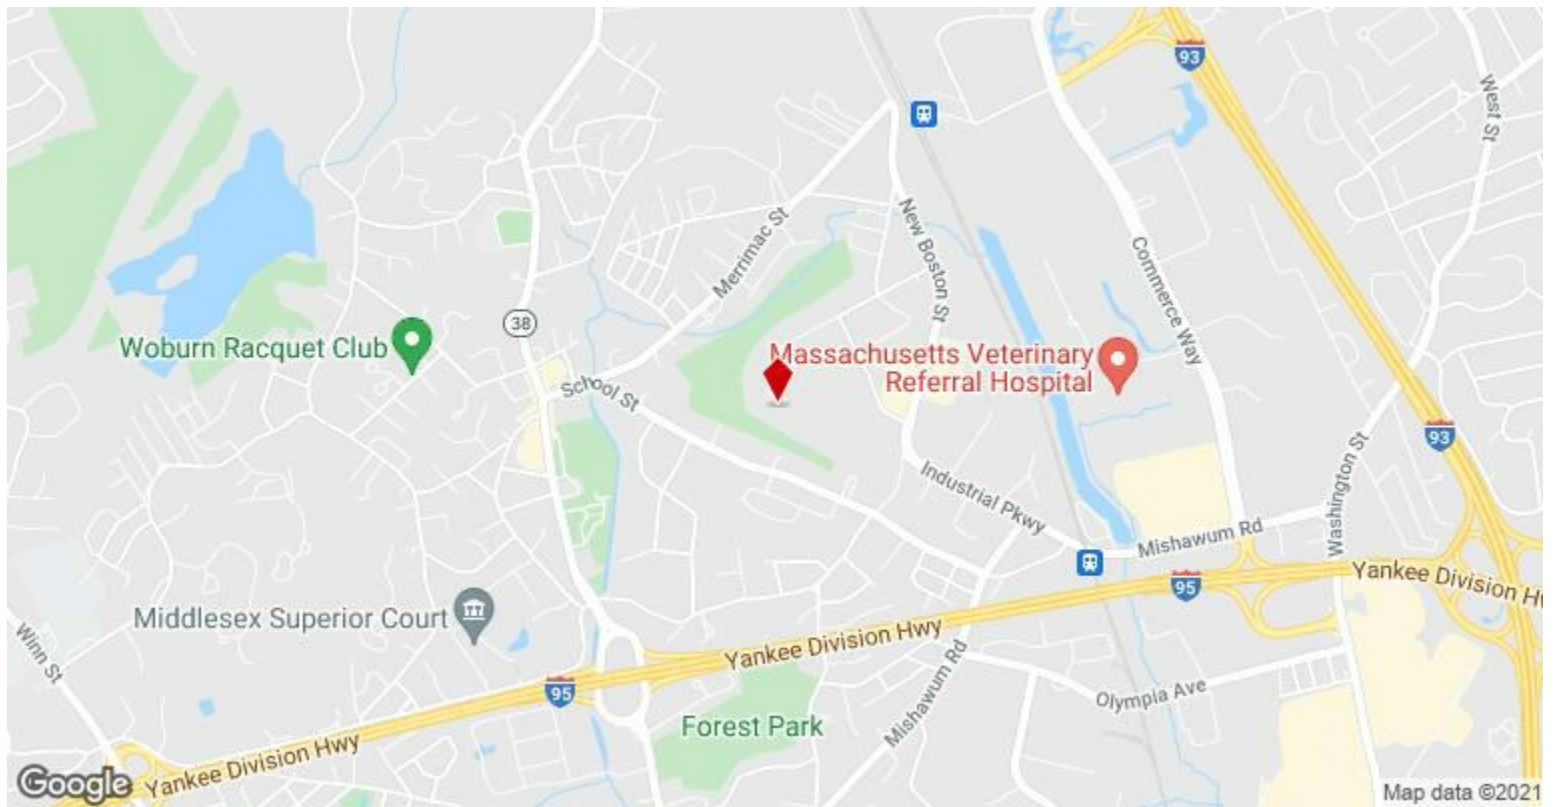 93
West St
New Boston St
Merrimac St
Commerce Way
38
Woburn Racquet Club
Massachusetts Veterinary
Referral Hospital
School St
93
Industrial Pkwy
Washington St
Mishawum Rd
Yankee Division Hw
95
Middlesex Superior Court
Winn St
Yankee Division Hwy
Mishawum Rd
95
Olympia Ave
Forest Park
Yankee Division Hwy
Google
Map data ©2021